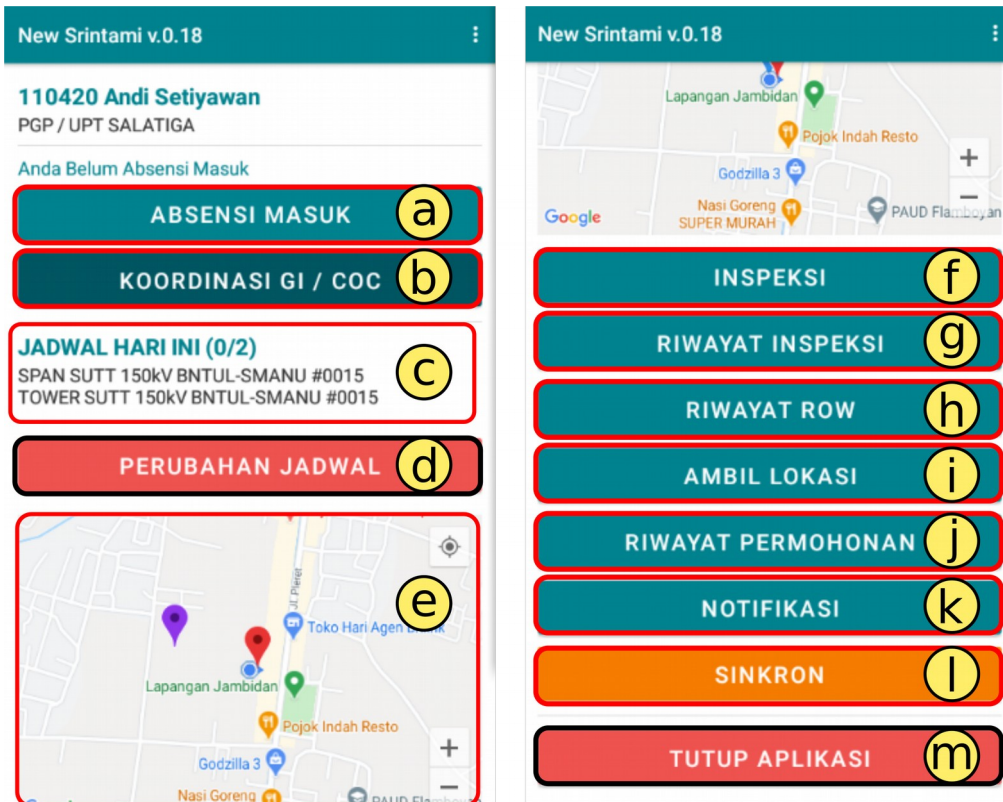 New Srintami v.0.18
110420 Andi Setiyawan
PGP / UPT SALATIGA
Anda Belum Absensi Masuk
ABSENSI MASUK a
KOORDINASI GI / COC b
JADWAL HARI INI (0/2)
SPAN SUTT 150kV BNTUL-SMANU #0015
TOWER SUTT 150kV BNTUL-SMANU #0015
c
PERUBAHAN JADWAL d
e
Jl. Pleret
Toko Hari Agen
Lapangan Jambidan
Pojok Indah Resto
+
Godzilla 3
−
Nasi Goreng
New Srintami v.0.18
Lapangan Jambidan
Pojok Indah Resto
+
Godzilla 3
−
Nasi Goreng
SUPER MURAH
PAUD Flamboyan
Google
INSPEKSI f
RIWAYAT INSPEKSI g
RIWAYAT ROW h
AMBIL LOKASI i
RIWAYAT PERMOHONAN j
NOTIFIKASI k
SINKRON l
TUTUP APLIKASI m